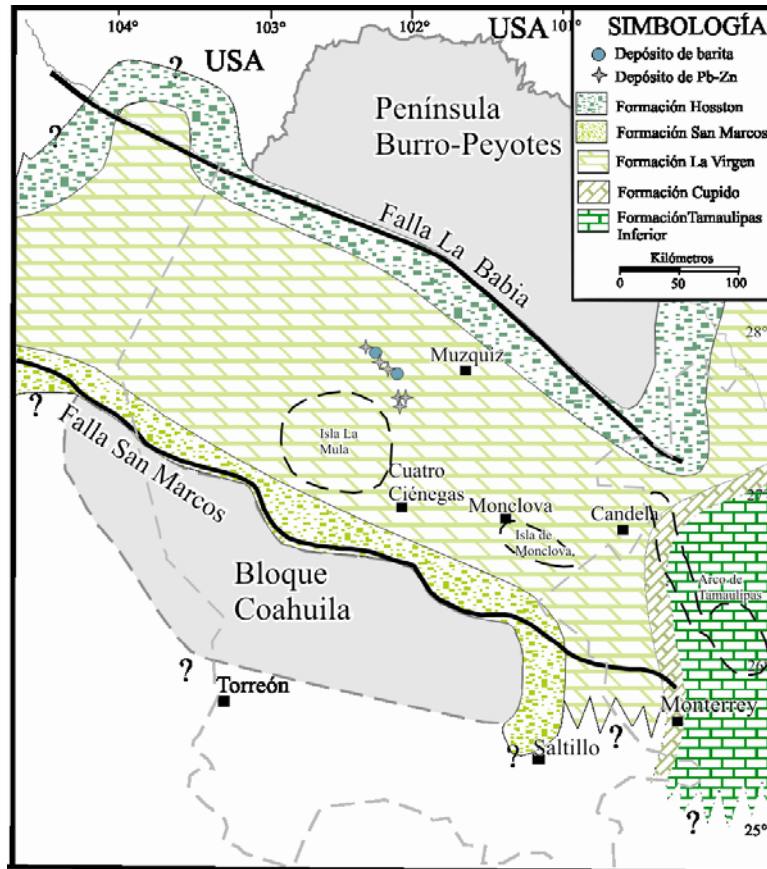 104°
103°
102°
101°
USA
USA
SIMBOLOGÍA
Depósito de barita
Depósito de Pb-Zn
Formación Hosston
Formación San Marcos
Formación La Virgen
Formación Cupido
FormaciónTamaulipas
Inferior
Kilómetros
0 50 100
?
?
Península
Burro-Peyotes
Falla La Babia
28°
Muzquiz
?
Falla San Marcos
Isla La
Mula
Cuatro
Ciénegas
Monclova
Isla de
Monclova
Candela
27°
Arco de
Tamaulipas
Bloque
Coahuila
26°
?
Torreón
Monterrey
?
Saltillo
?
?
25°